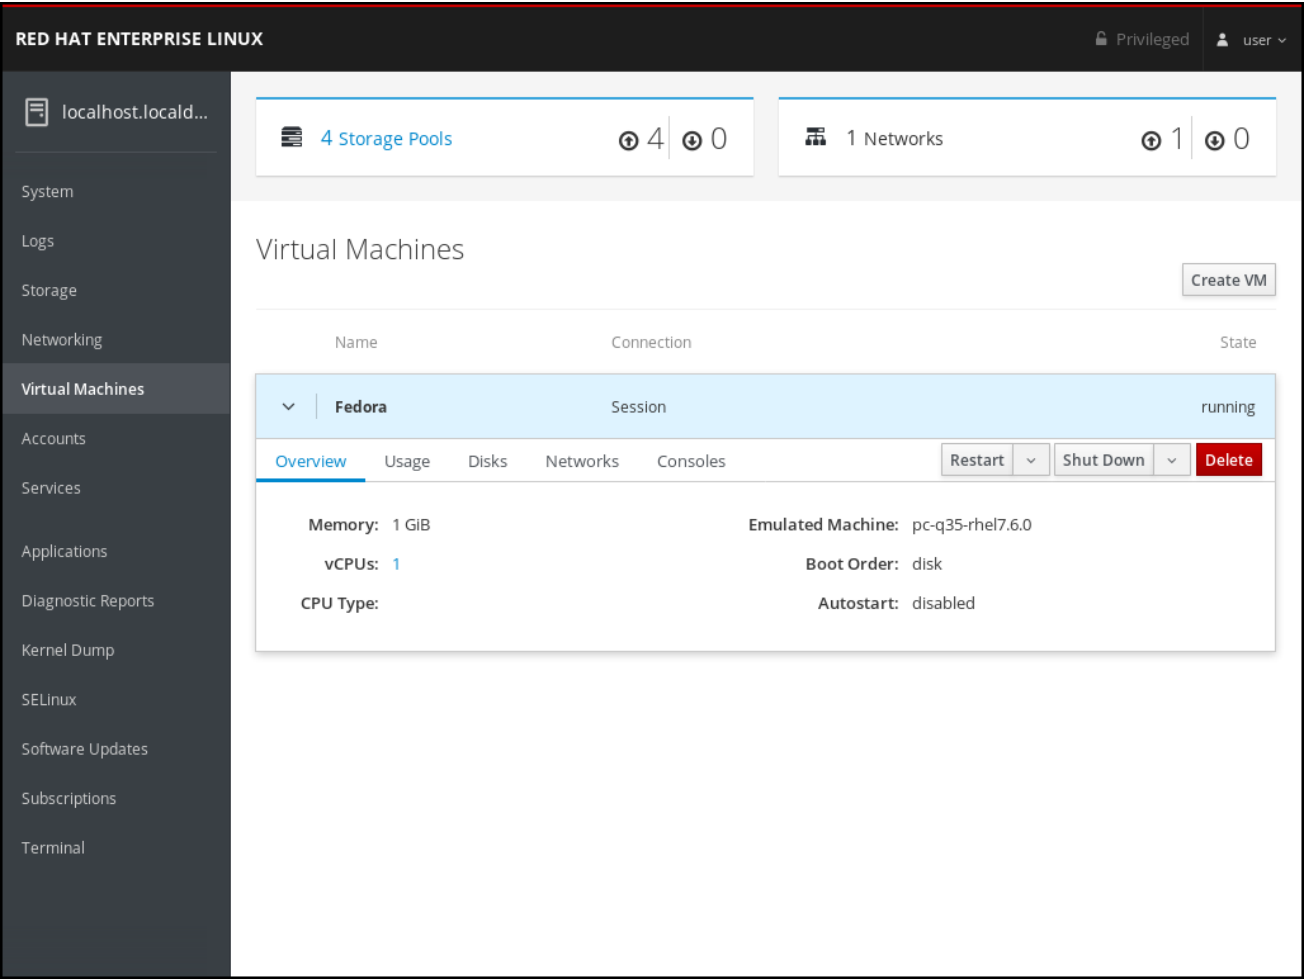 RED HAT ENTERPRISE LINUX
Privileged
user
localhost.locald...
System
Logs
Storage
Networking
Virtual Machines
Accounts
Services
Applications
Diagnostic Reports
Kernel Dump
SELinux
Software Updates
Subscriptions
Terminal
4 Storage Pools 4 0
1 Networks 1 0
Virtual Machines
Create VM
Name Connection State
Fedora Session running
Overview Usage Disks Networks Consoles Restart Shut Down Delete
Memory: 1 GiB Emulated Machine: pc-q35-rhel7.6.0
vCPUs: 1 Boot Order: disk
CPU Type: Autostart: disabled